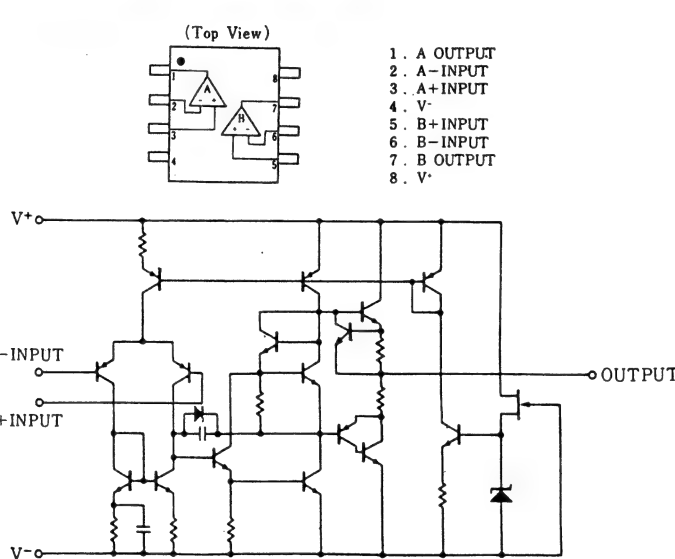 (Top View)
1
2
3
4
8
7
6
5
A
- +
B
+ -
1. A OUTPUT
2. A-INPUT
3. A+INPUT
4. V-
5. B+INPUT
6. B-INPUT
7. B OUTPUT
8. V+
V+
-INPUT
+INPUT
OUTPUT
V-